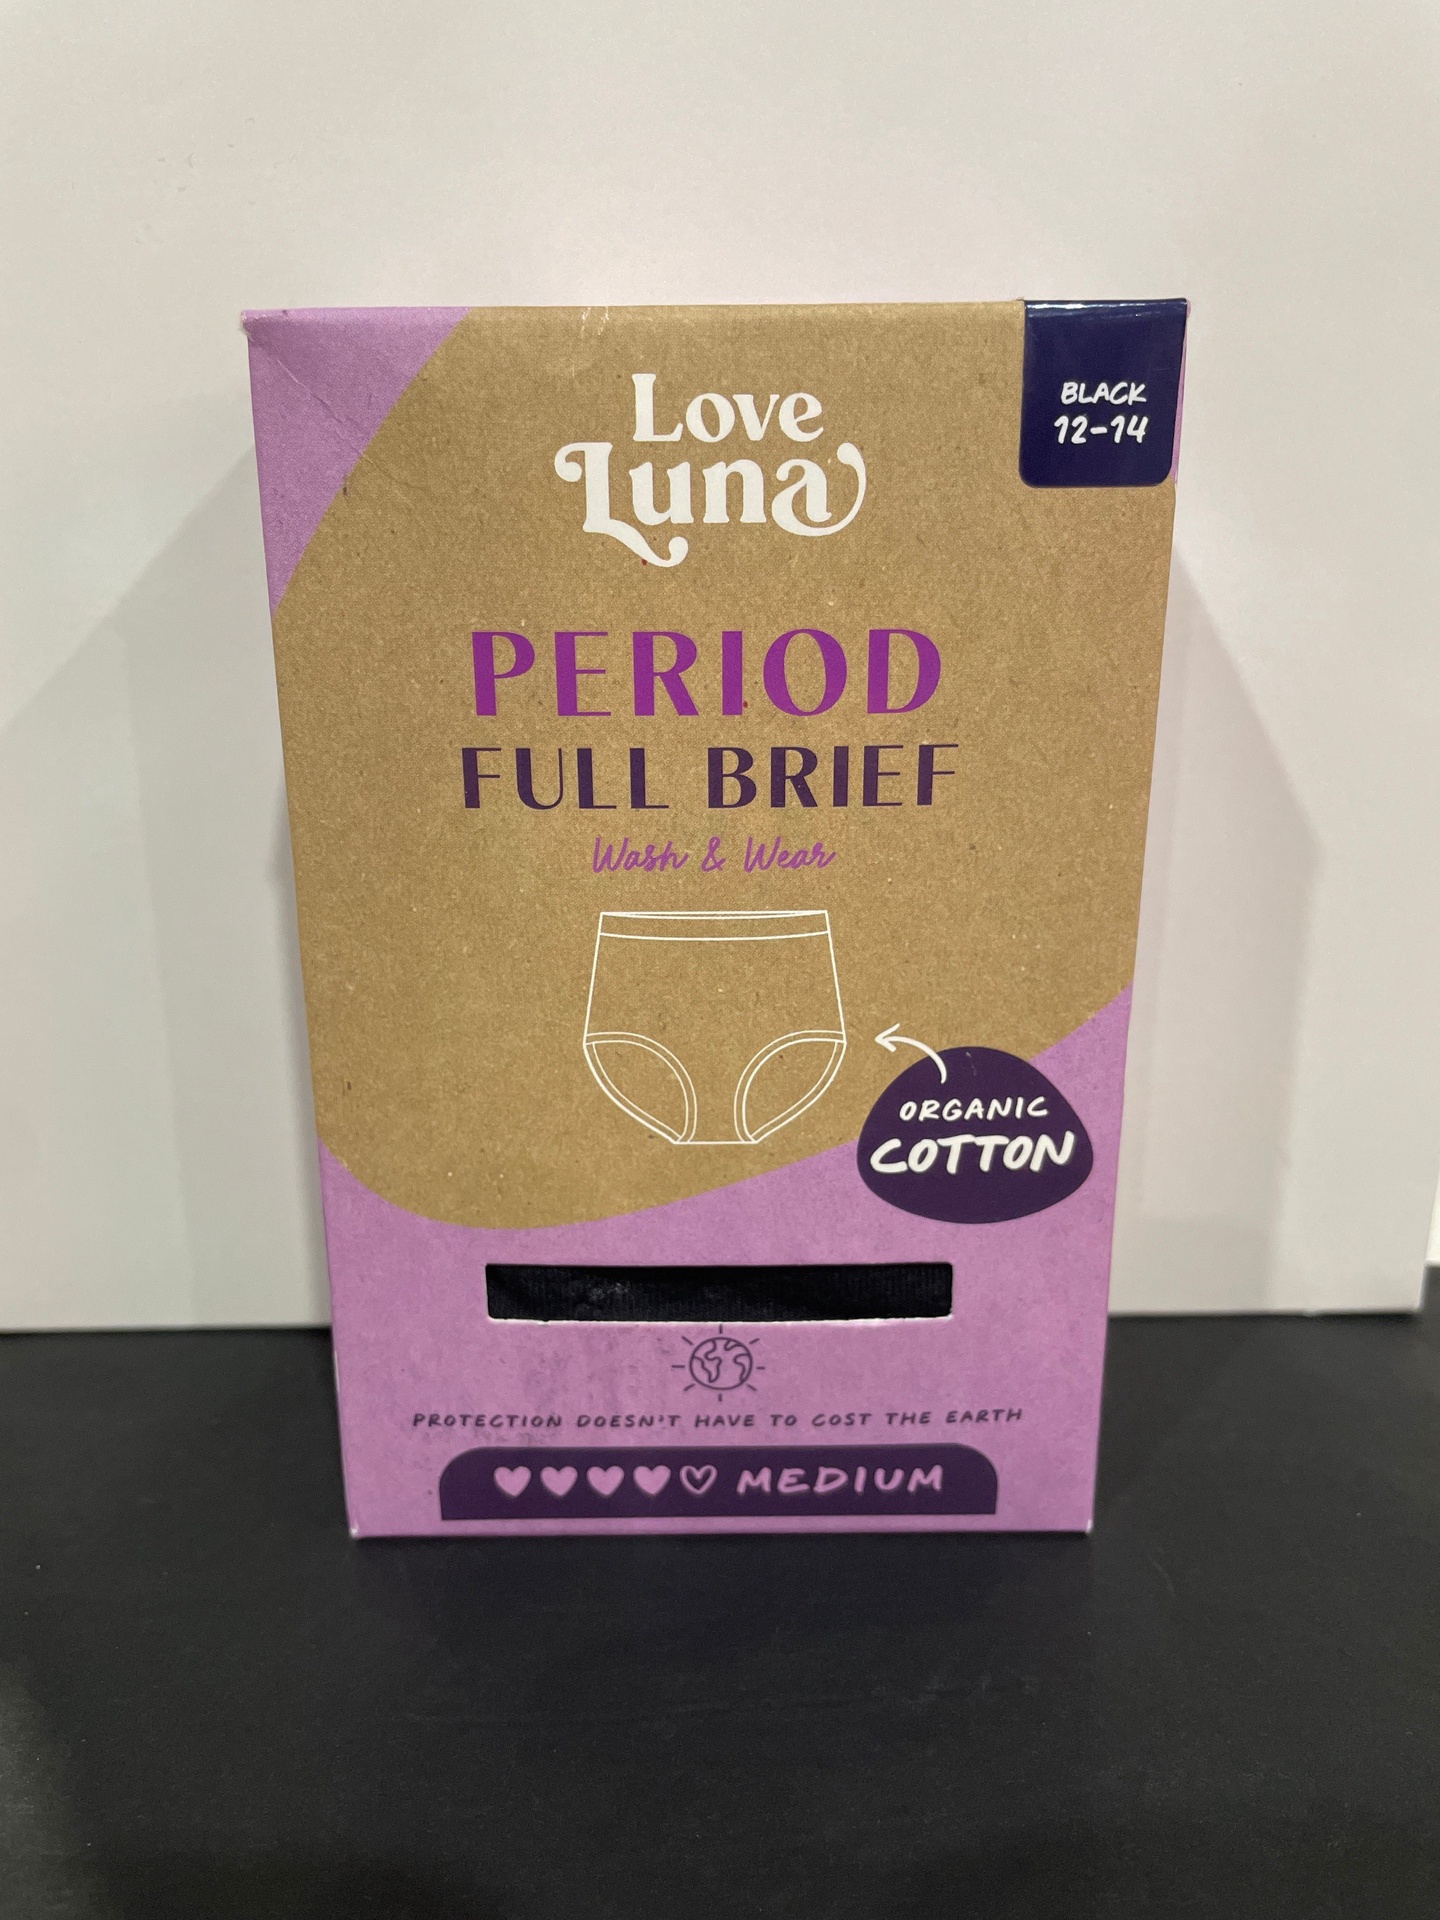 Love
Luna
BLACK
12-14
PERIOD
FULL BRIEF
Wash & Wear
ORGANIC
COTTON
PROTECTION DOESN'T HAVE TO COST THE EARTH
MEDIUM